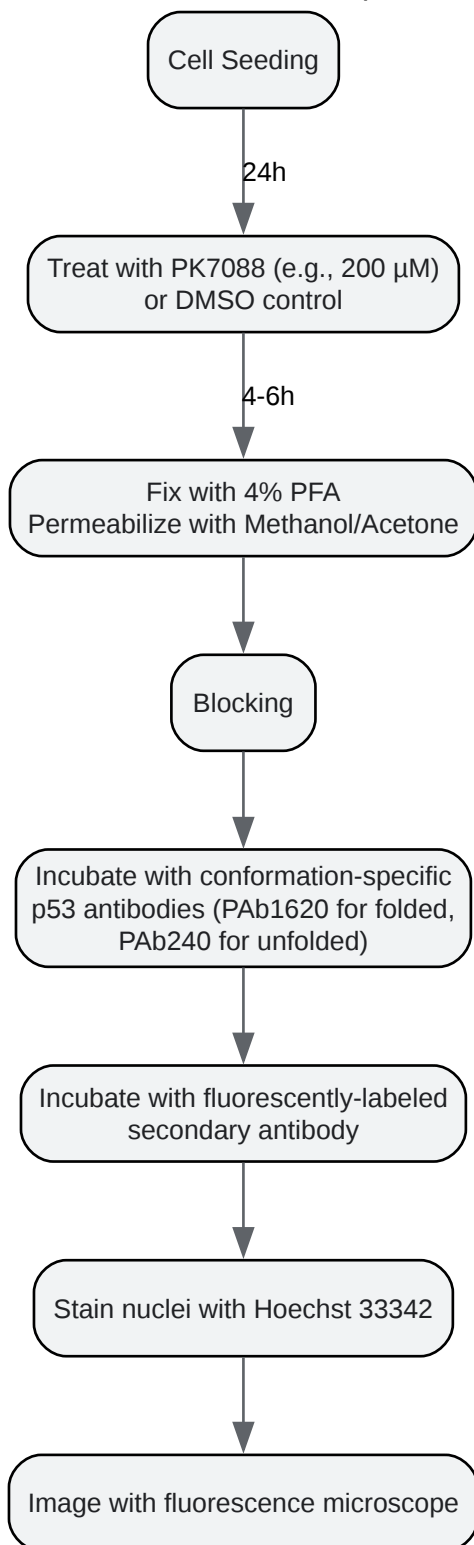 Cell Seeding
24h
Treat with PK7088 (e.g., 200 µM)
or DMSO control
4-6h
Fix with 4% PFA
Permeabilize with Methanol/Acetone
Blocking
Incubate with conformation-specific
p53 antibodies (PAb1620 for folded,
PAb240 for unfolded)
Incubate with fluorescently-labeled
secondary antibody
Stain nuclei with Hoechst 33342
Image with fluorescence microscope